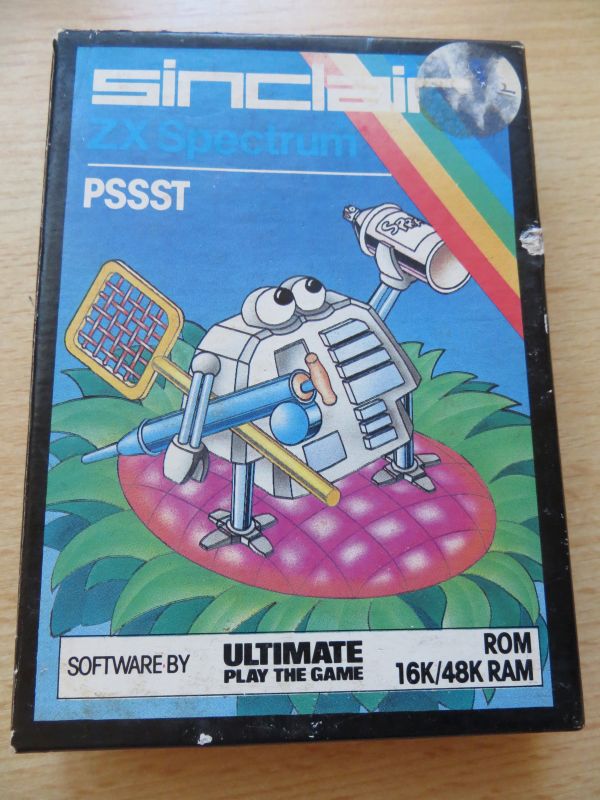 sinclair
ZX Spectrum
PSSST
SOFTWARE BY
ULTIMATE
PLAY THE GAME
ROM
16K/48K RAM